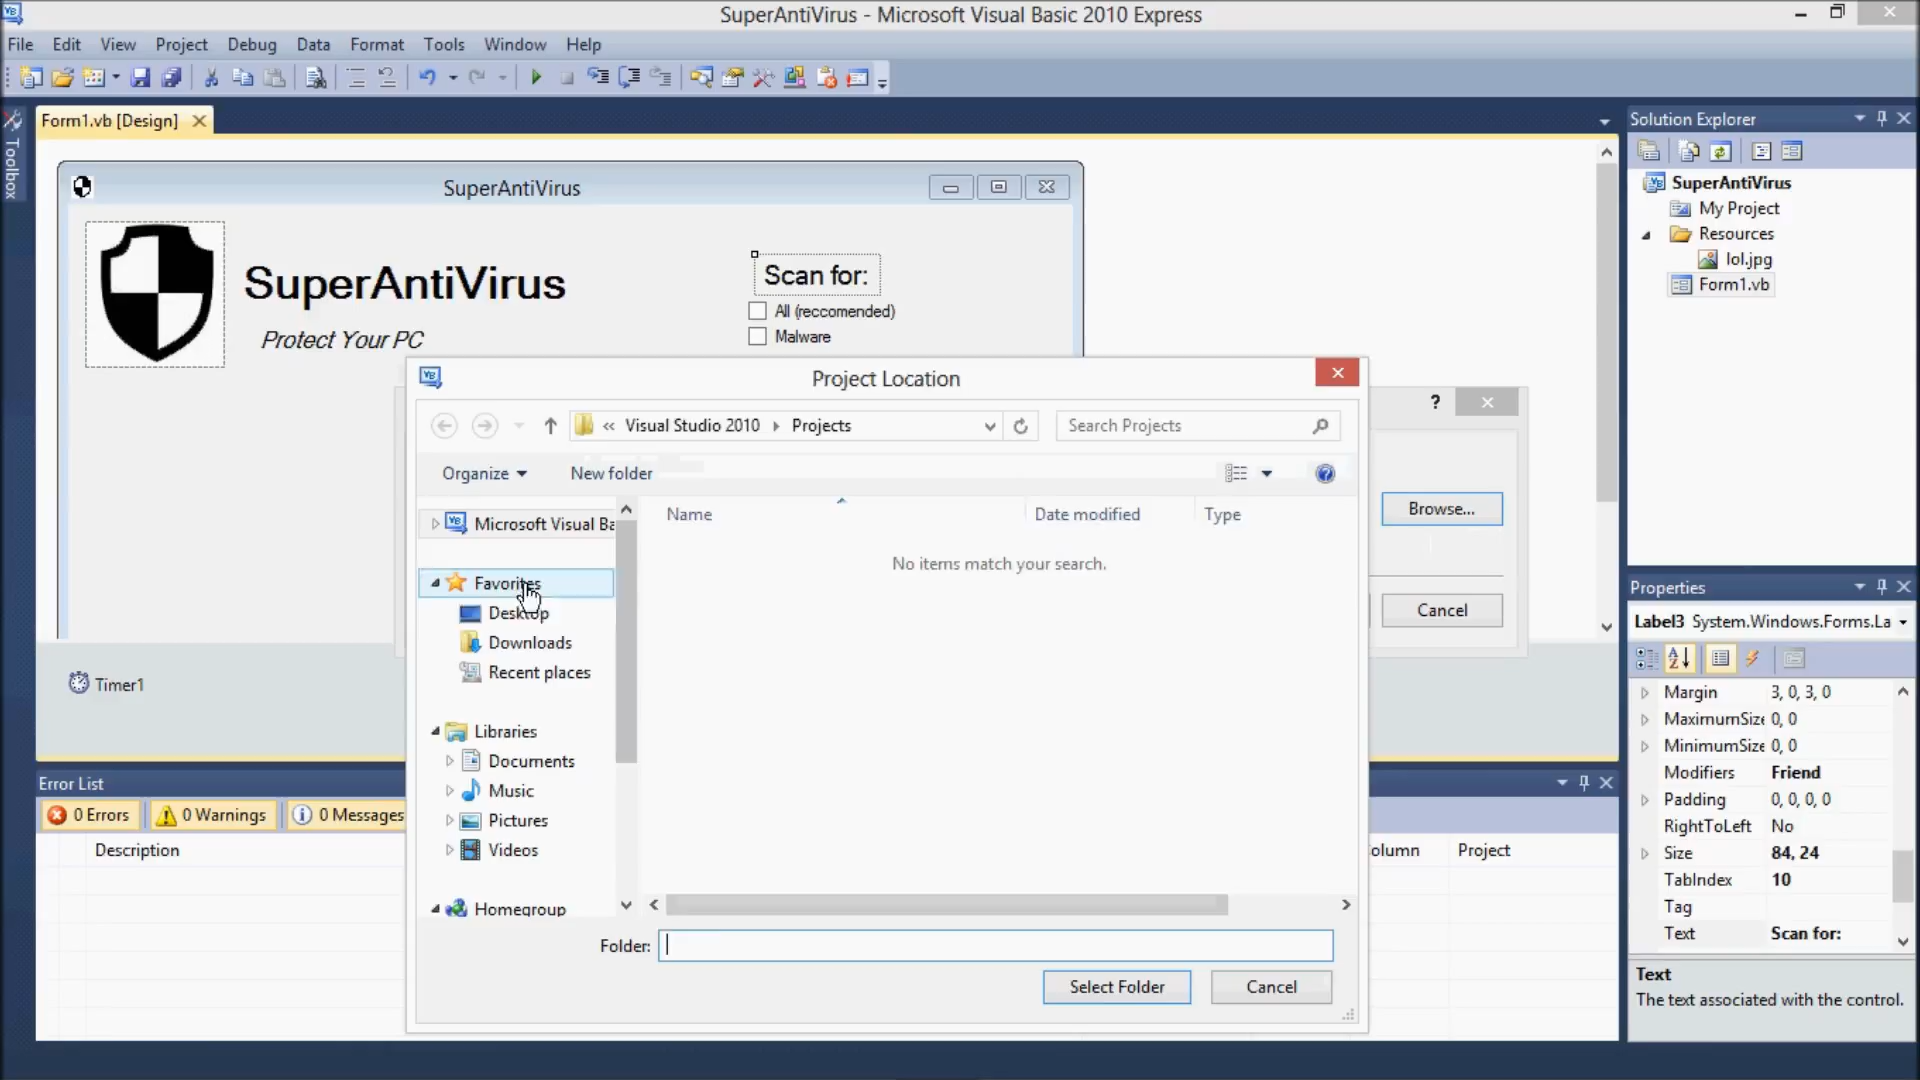 SuperAntiVirus - Microsoft Visual Basic 2010 Express
File Edit View Project Debug Data Format Tools Window Help
Toolbox
Form1.vb [Design]
SuperAntiVirus
SuperAntiVirus
Protect Your PC
Scan for:
All (reccomended)
Malware
Timer1
Project Location
« Visual Studio 2010 Projects
Search Projects
Organize New folder
Microsoft Visual Ba
Favorites
Desktop
Downloads
Recent places
Libraries
Documents
Music
Pictures
Videos
Homegroup
Name Date modified Type
No items match your search.
Folder:
Select Folder Cancel
?
Browse...
Cancel
Error List
0 Errors 0 Warnings 0 Messages
Description olumn Project
Solution Explorer
SuperAntiVirus
My Project
Resources
lol.jpg
Form1.vb
Properties
Label3 System.Windows.Forms.La
Margin 3, 0, 3, 0
MaximumSize 0, 0
MinimumSize 0, 0
Modifiers Friend
Padding 0, 0, 0, 0
RightToLeft No
Size 84, 24
TabIndex 10
Tag
Text Scan for:
Text
The text associated with the control.